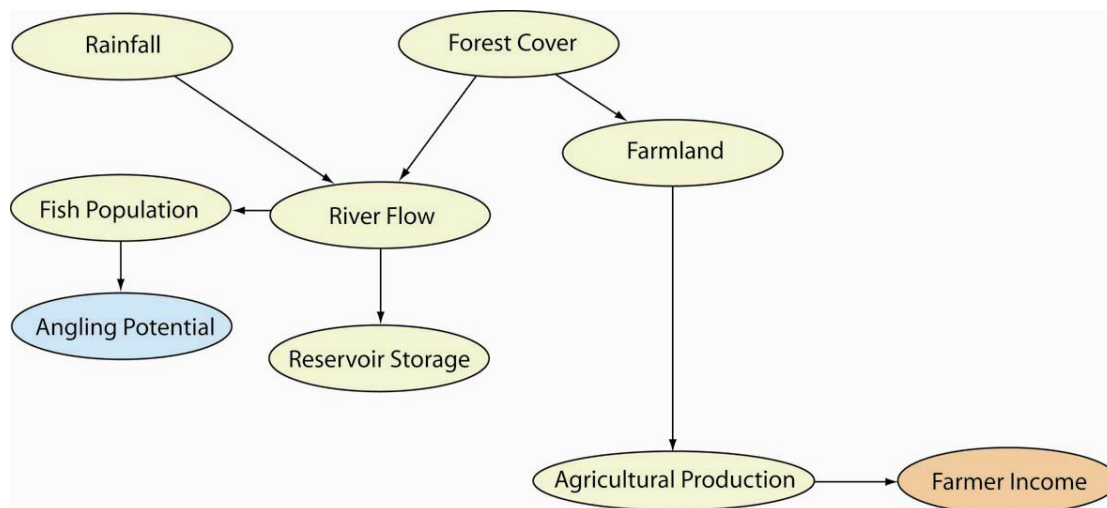 Rainfall
Forest Cover
Farmland
Fish Population
River Flow
Angling Potential
Reservoir Storage
Agricultural Production
Farmer Income